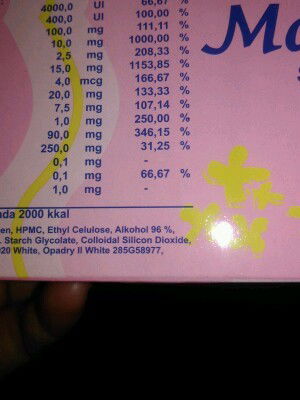 4000,0 UI 66,67 %
400,0 UI 100,00 %
100,0 mg 111,11 %
10,0 mg 1000,00 %
2,5 mg 208,33 %
15,0 mg 1153,85 %
4,0 mcg 166,67 %
20,0 mg 133,33 %
7,5 mg 107,14 %
1,0 mg 250,00 %
90,0 mg 346,15 %
250,0 mg 31,25 %
0,1 mg -
0,1 mg 66,67 %
1,0 mg -
nda 2000 kkal
en, HPMC, Ethyl Celulose, Alkohol 96 %,
. Starch Glycolate, Colloidal Silicon Dioxide,
920 White, Opadry II White 285G58977,
Ma